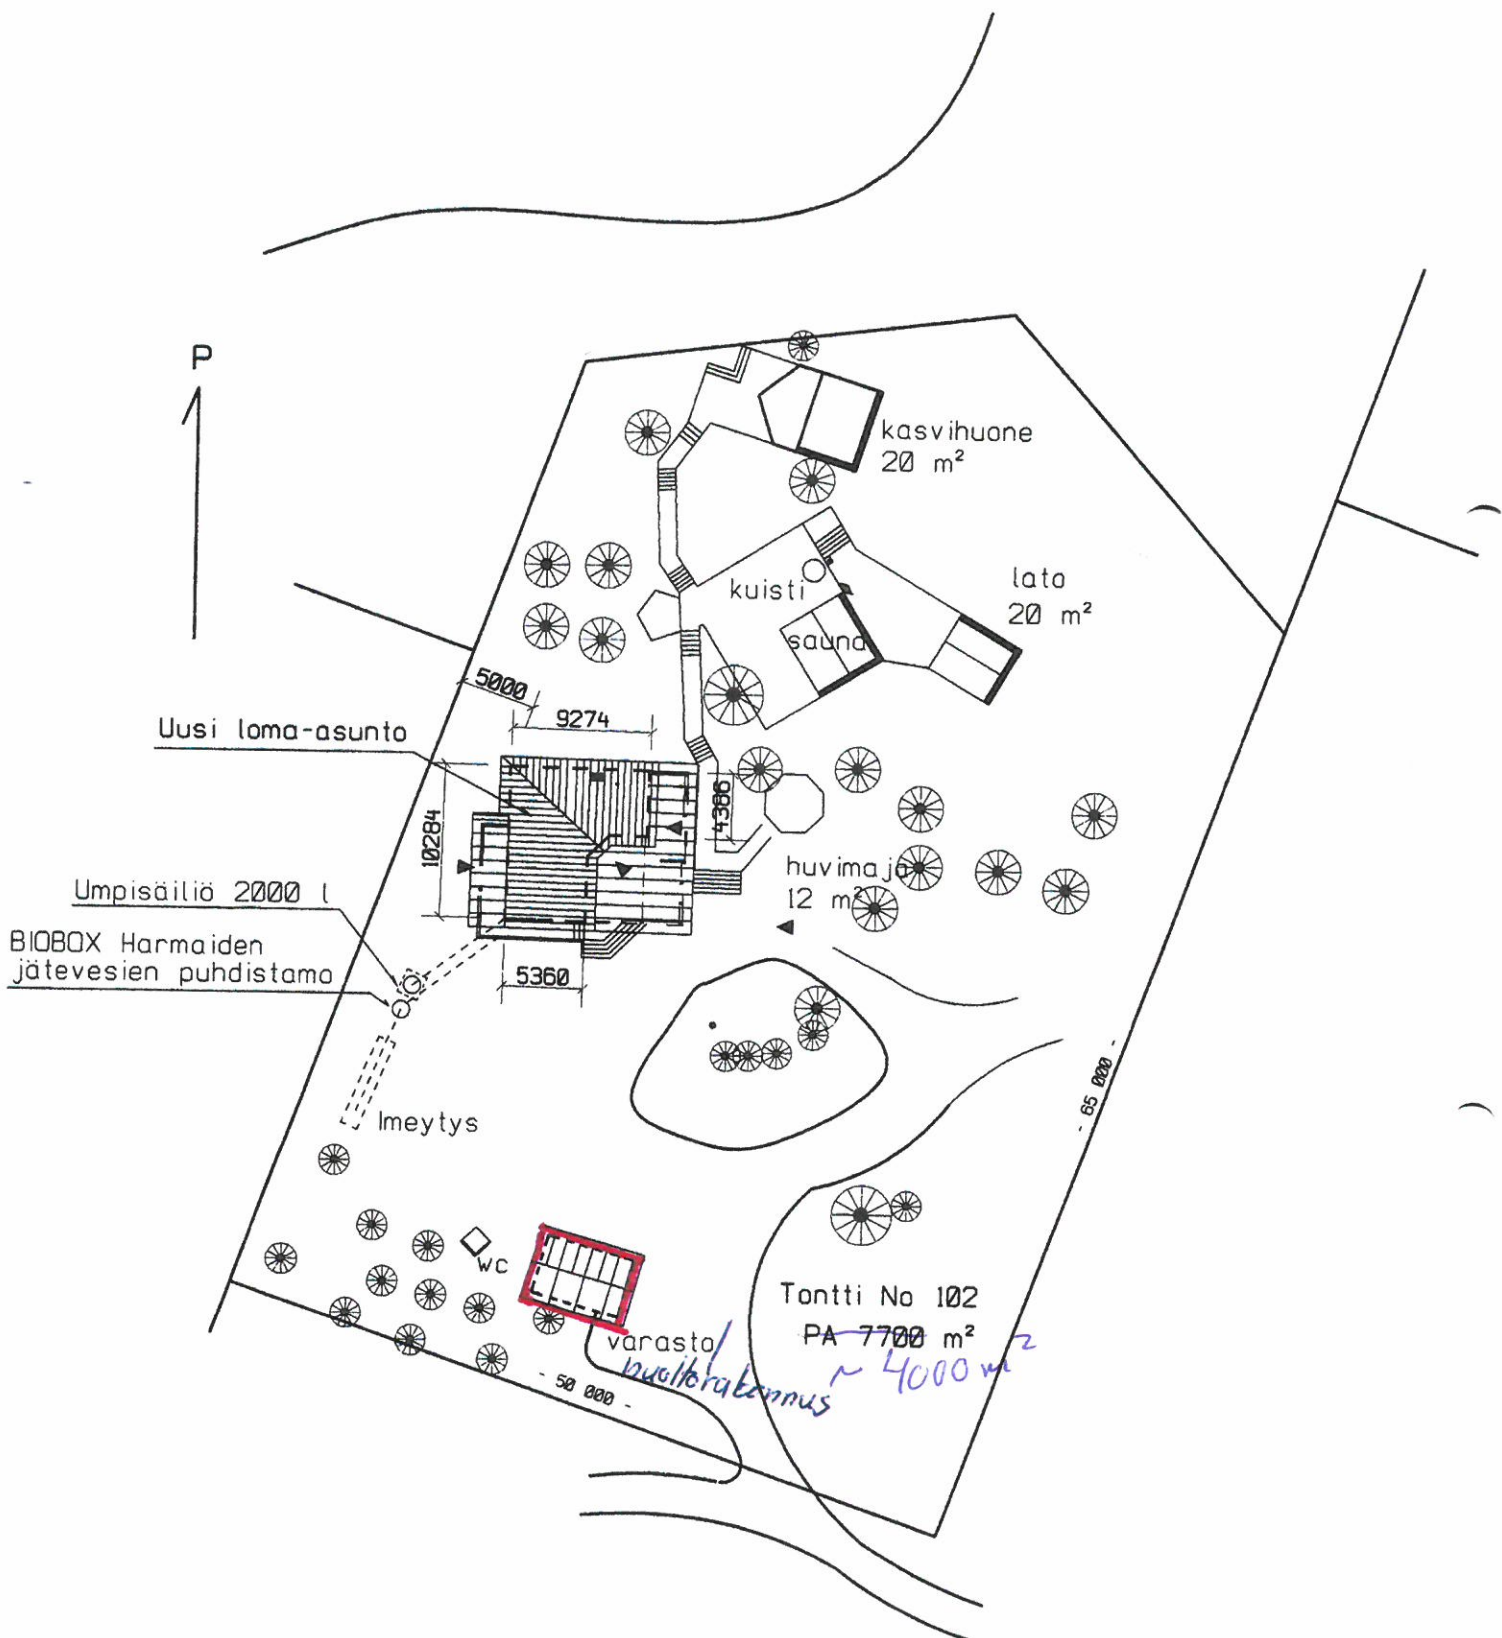 P
kasvihuone
20 m²
kuisti
sauna
lato
20 m²
5000
9274
Uusi loma-asunto
10284
4386
huvimaja
12 m²
Umpisäiliö 2000 l
BIOBOX Harmaiden
jätevesien puhdistamo
5360
Imeytys
- 65 000 -
WC
varasto/
huoltorakennus
Tontti No 102
PA 7700 m²
~ 4000 m²
- 50 000 -